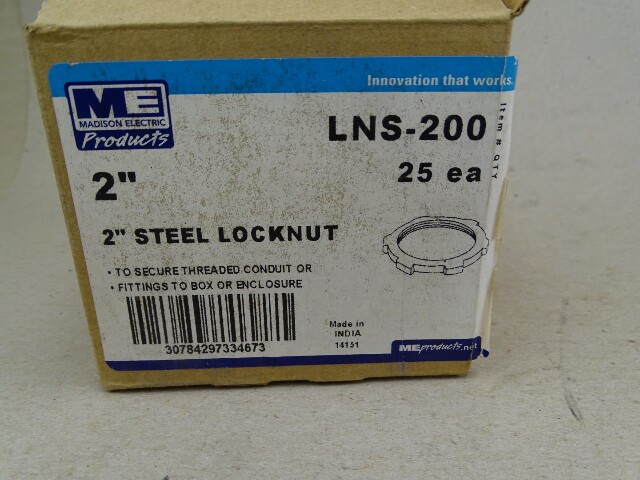 Innovation that works
ME
MADISON ELECTRIC
Products
LNS-200
Item #
2"
25 ea
QTY
2" STEEL LOCKNUT
• TO SECURE THREADED CONDUIT OR
• FITTINGS TO BOX OR ENCLOSURE
30784297334673
Made in
INDIA
14151
MEproducts.net